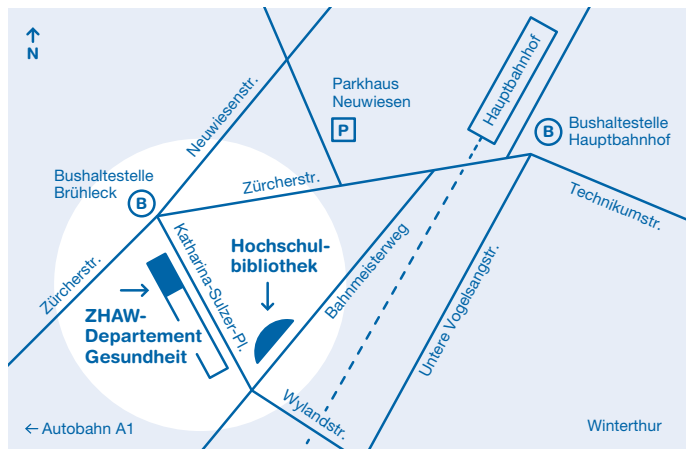 N
Neuwiesenstr.
Parkhaus
Neuwiesen
P
Hauptbahnhof
B
Bushaltestelle
Hauptbahnhof
Bushaltestelle
Brühleck
B
Zürcherstr.
Technikumstr.
Zürcherstr.
Katharina-Sulzer-Pl.
Hochschul-
bibliothek
Bahnmeisterweg
Untere Vogelsangstr.
ZHAW-
Departement
Gesundheit
Wylandstr.
← Autobahn A1
Winterthur